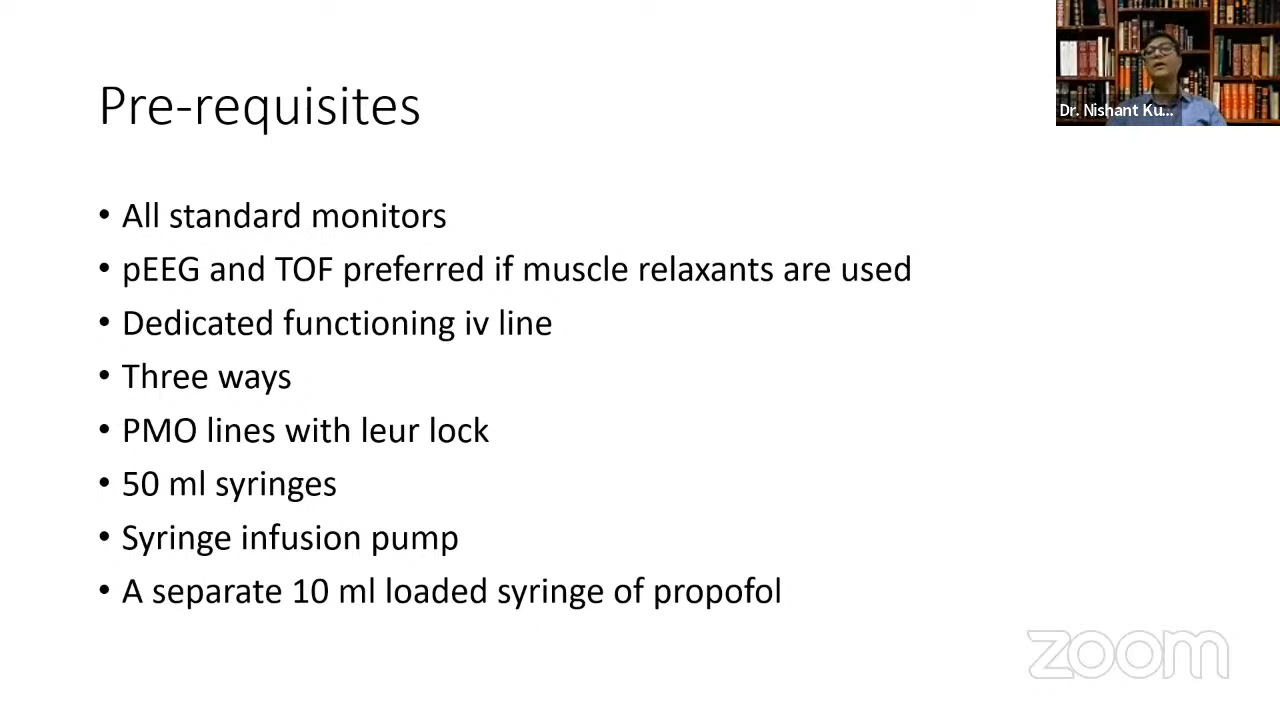 Pre-requisites
• All standard monitors
• pEEG and TOF preferred if muscle relaxants are used
• Dedicated functioning iv line
• Three ways
• PMO lines with leur lock
• 50 ml syringes
• Syringe infusion pump
• A separate 10 ml loaded syringe of propofol
Dr. Nishant Ku...
zoom